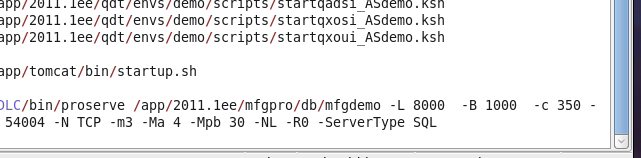 app/2011.1ee/qdt/envs/demo/scripts/startqadsi_ASdemo.ksh
app/2011.1ee/qdt/envs/demo/scripts/startqxosi_ASdemo.ksh
app/2011.1ee/qdt/envs/demo/scripts/startqxoui_ASdemo.ksh
app/tomcat/bin/startup.sh
DLC/bin/proserve /app/2011.1ee/mfgpro/db/mfgdemo -L 8000 -B 1000 -c 350 -
54004 -N TCP -m3 -Ma 4 -Mpb 30 -NL -R0 -ServerType SQL